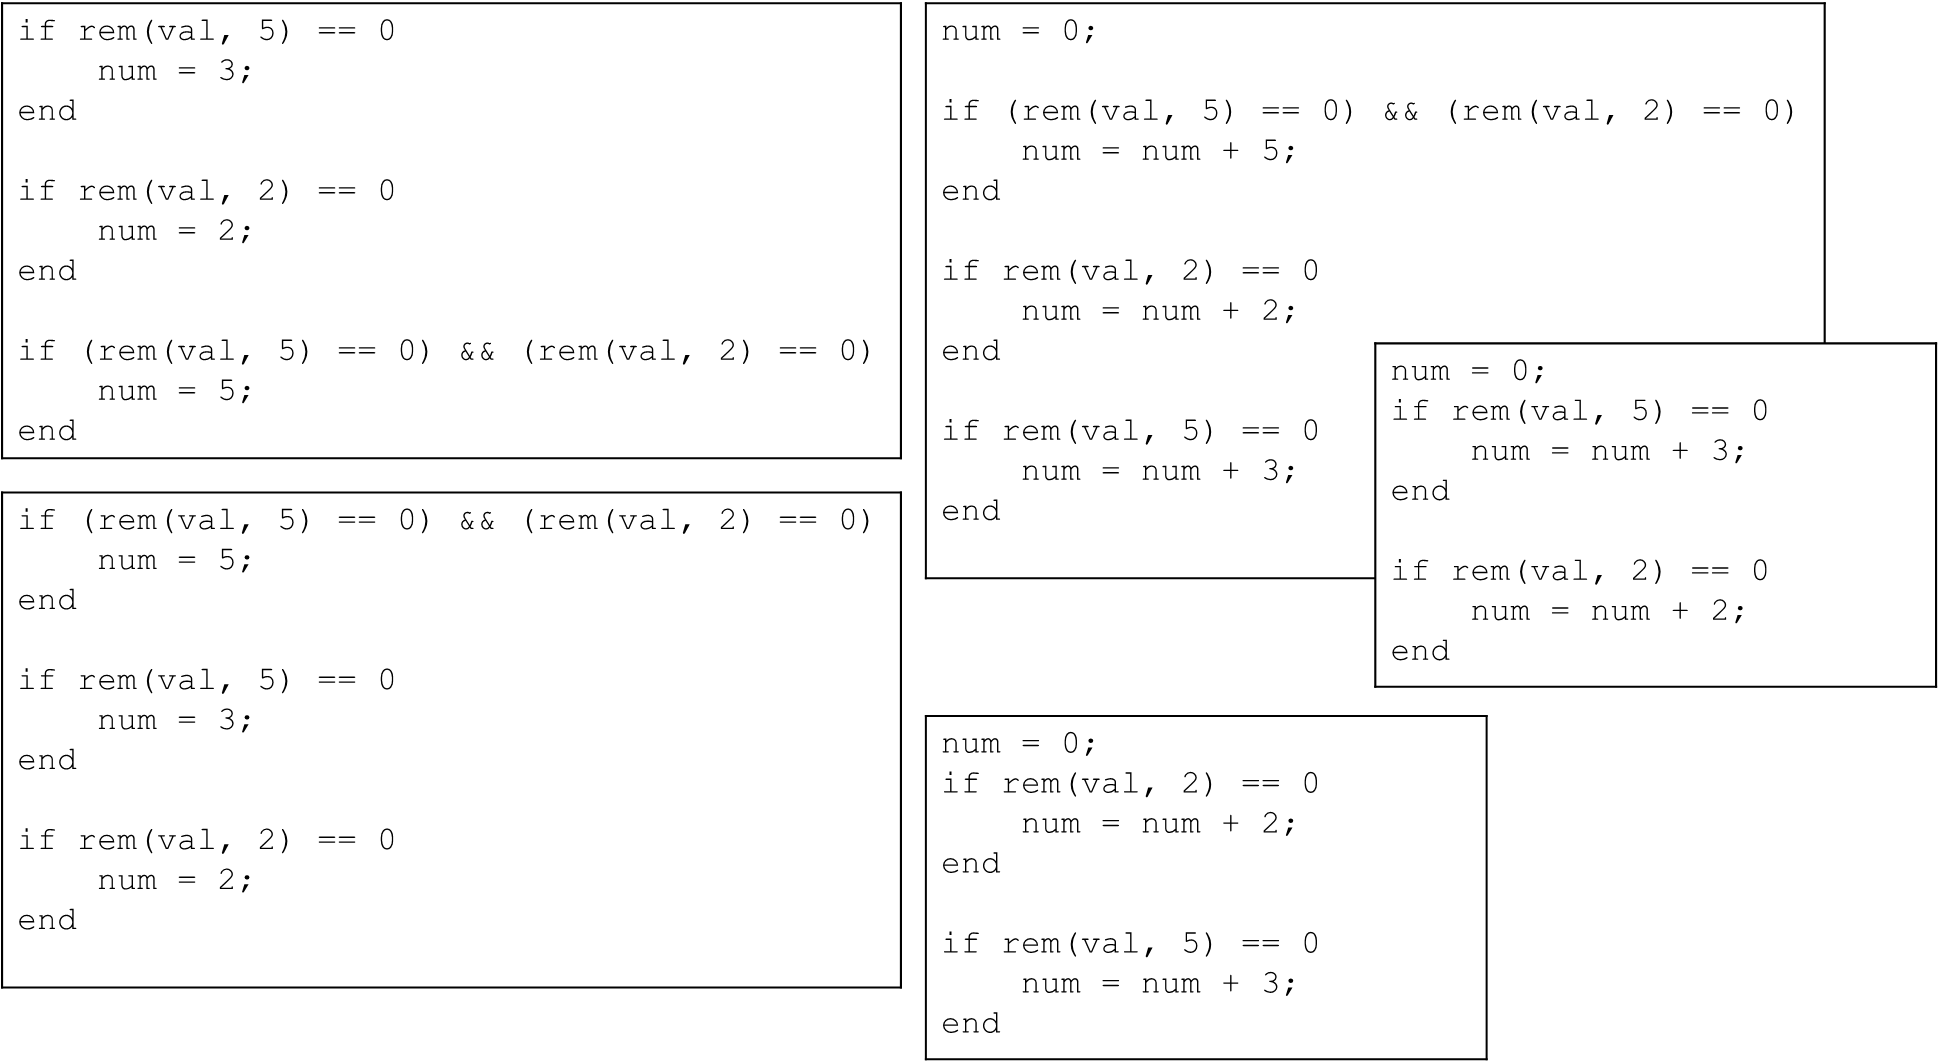 if rem(val, 5) == 0
    num = 3;
end

if rem(val, 2) == 0
    num = 2;
end

if (rem(val, 5) == 0) && (rem(val, 2) == 0)
    num = 5;
end

if (rem(val, 5) == 0) && (rem(val, 2) == 0)
    num = 5;
end

if rem(val, 5) == 0
    num = 3;
end

if rem(val, 2) == 0
    num = 2;
end

num = 0;

if (rem(val, 5) == 0) && (rem(val, 2) == 0)
    num = num + 5;
end

if rem(val, 2) == 0
    num = num + 2;
end

if rem(val, 5) == 0
    num = num + 3;
end

num = 0;
if rem(val, 5) == 0
    num = num + 3;
end

if rem(val, 2) == 0
    num = num + 2;
end

num = 0;
if rem(val, 2) == 0
    num = num + 2;
end

if rem(val, 5) == 0
    num = num + 3;
end